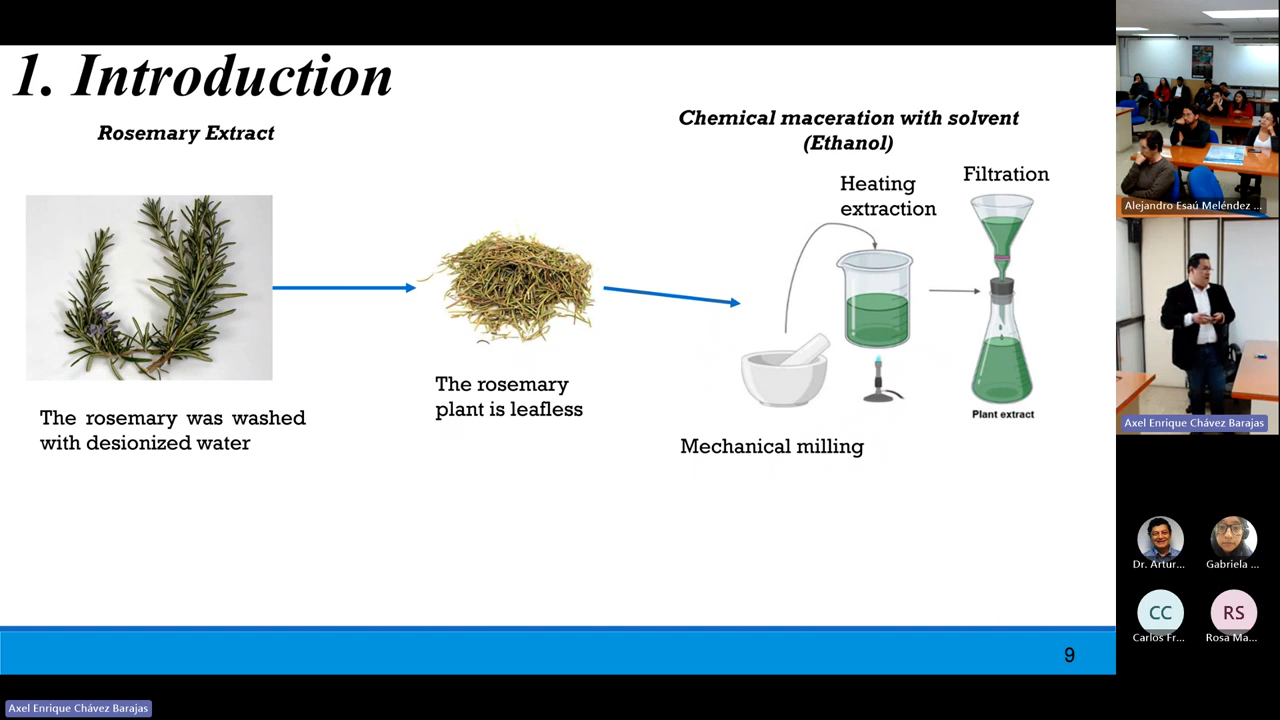 1. Introduction
Rosemary Extract
Chemical maceration with solvent
(Ethanol)
Heating
extraction
Filtration
The rosemary
plant is leafless
Plant extract
The rosemary was washed
with desionized water
Mechanical milling
9
Axel Enrique Chávez Barajas
Alejandro Esaú Meléndez ...
Axel Enrique Chávez Barajas
Dr. Artur...
Gabriela ...
CC
RS
Carlos Fr...
Rosa Ma...